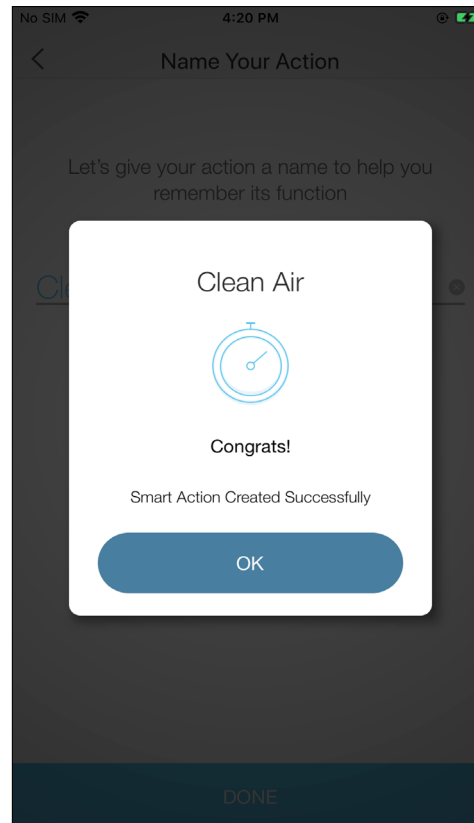 No SIM 4:20 PM
Name Your Action
Let's give your action a name to help you
remember its function
Cle
Clean Air
Congrats!
Smart Action Created Successfully
OK
DONE